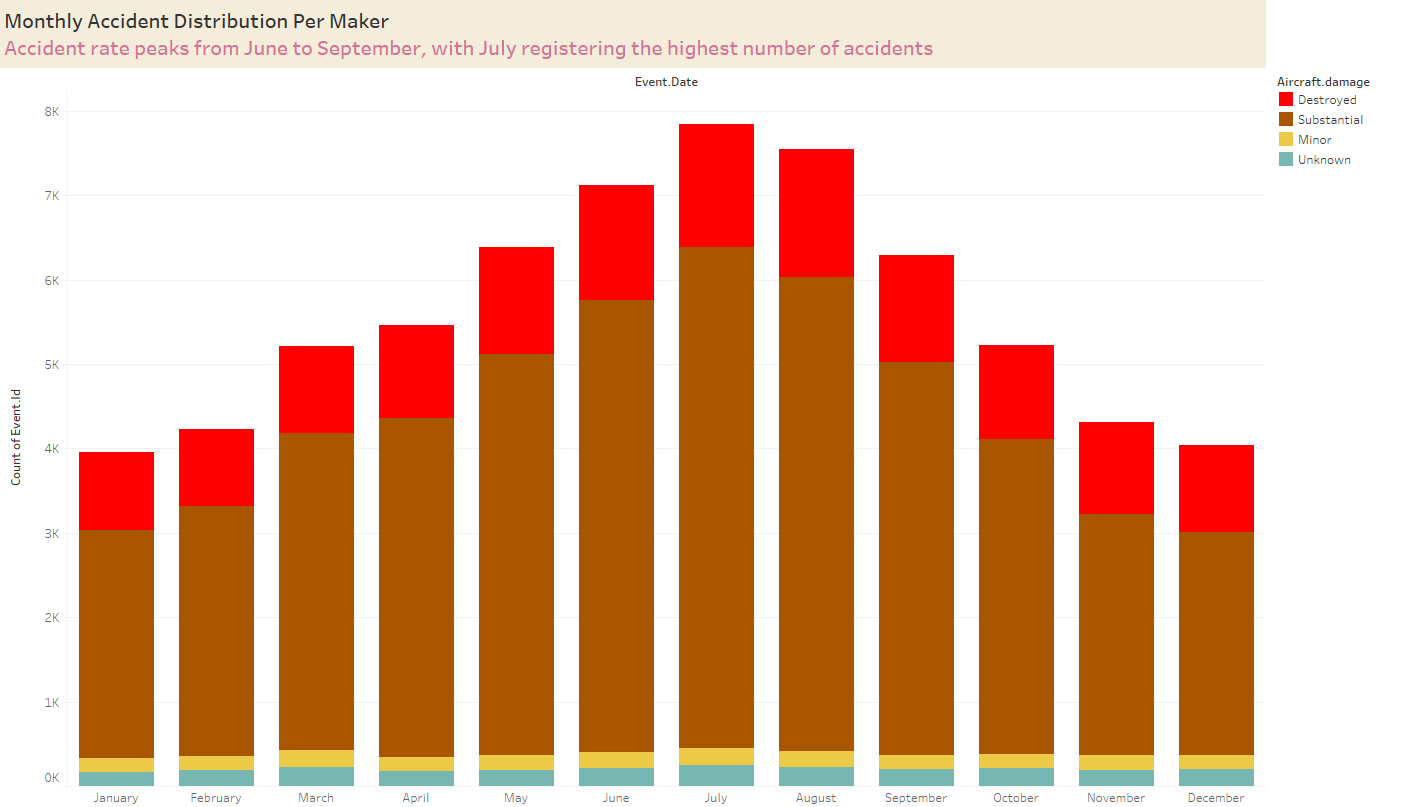 Monthly Accident Distribution Per Maker
Accident rate peaks from June to September, with July registering the highest number of accidents
Event.Date
Aircraft.damage
Destroyed
Substantial
Minor
Unknown
Count of Event.Id
8K
7K
6K
5K
4K
3K
2K
1K
0K
January February March April May June July August September October November December